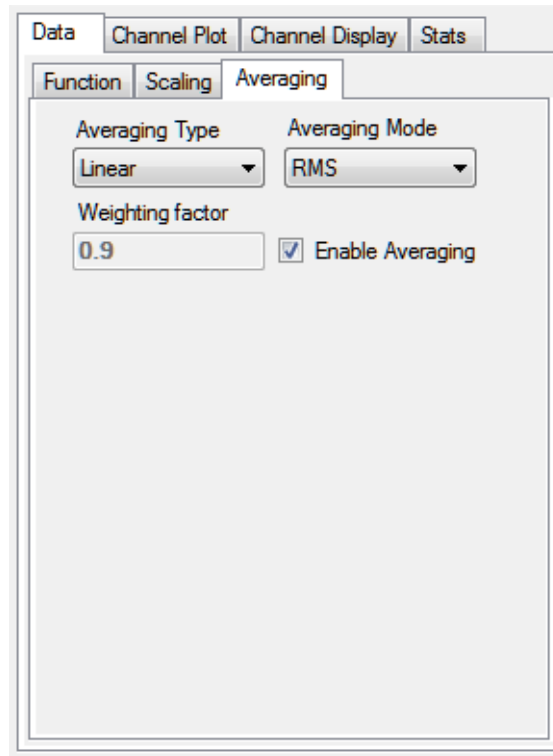 Data Channel Plot Channel Display Stats
Function Scaling Averaging
Averaging Type Averaging Mode
Linear RMS
Weighting factor
0.9 Enable Averaging